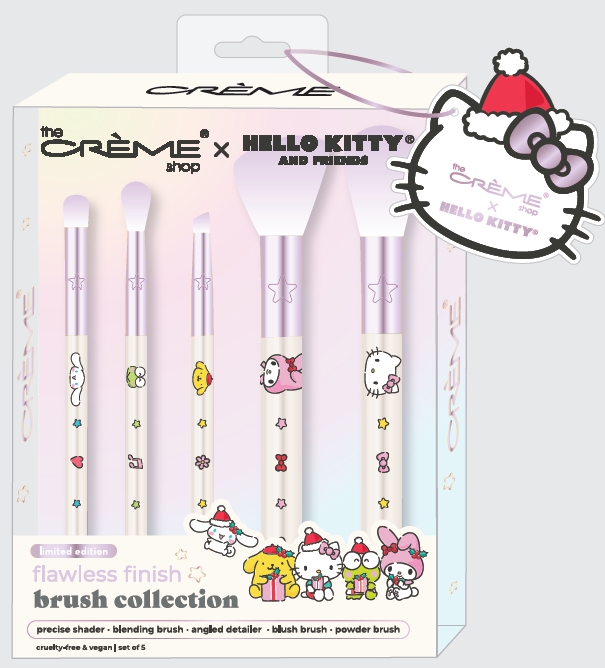 CRÈME
the
CRÈME®
shop
x
HELLO KITTY®
AND FRIENDS
the
CRÈME
shop
x
HELLO KITTY®
CRÈME
CRÈME
limited edition
flawless finish
brush collection
precise shader · blending brush · angled detailer · blush brush · powder brush
cruelty-free & vegan | set of 5